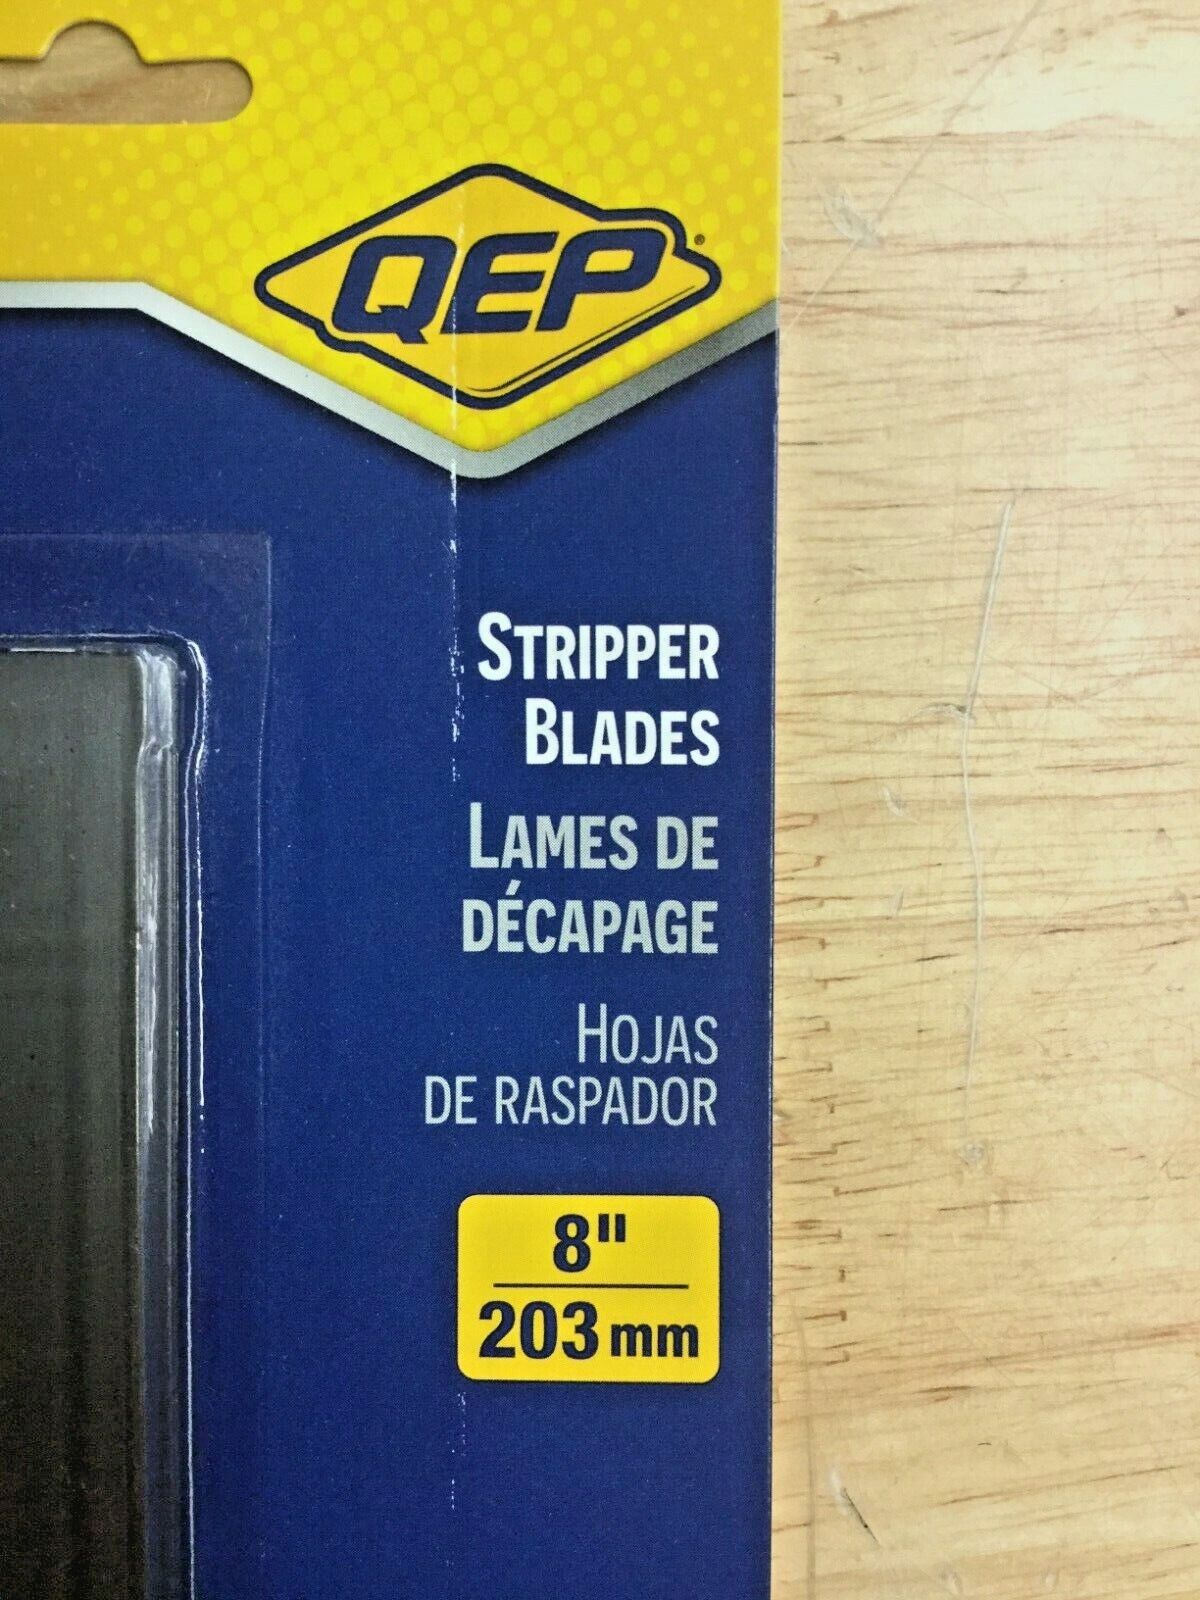 QEP®
STRIPPER
BLADES
LAMES DE
DÉCAPAGE
HOJAS
DE RASPADOR
8"
203 mm